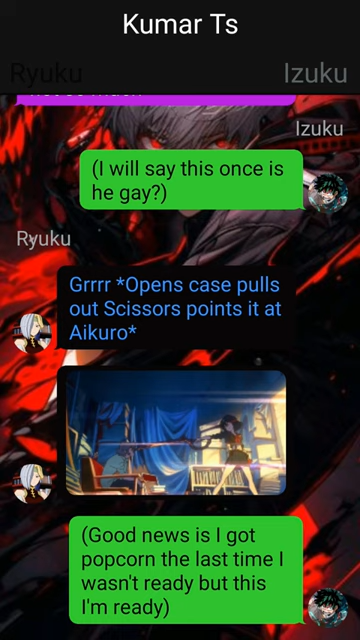 Kumar Ts
Ryuku
Izuku
Izuku
(I will say this once is
he gay?)
Ryuku
Grrrr *Opens case pulls
out Scissors points it at
Aikuro*
(Good news is I got
popcorn the last time I
wasn't ready but this
I'm ready)